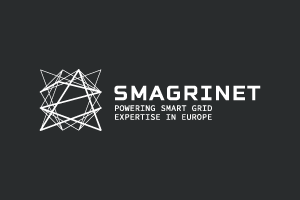 SMAGRINET
POWERING SMART GRID
EXPERTISE IN EUROPE